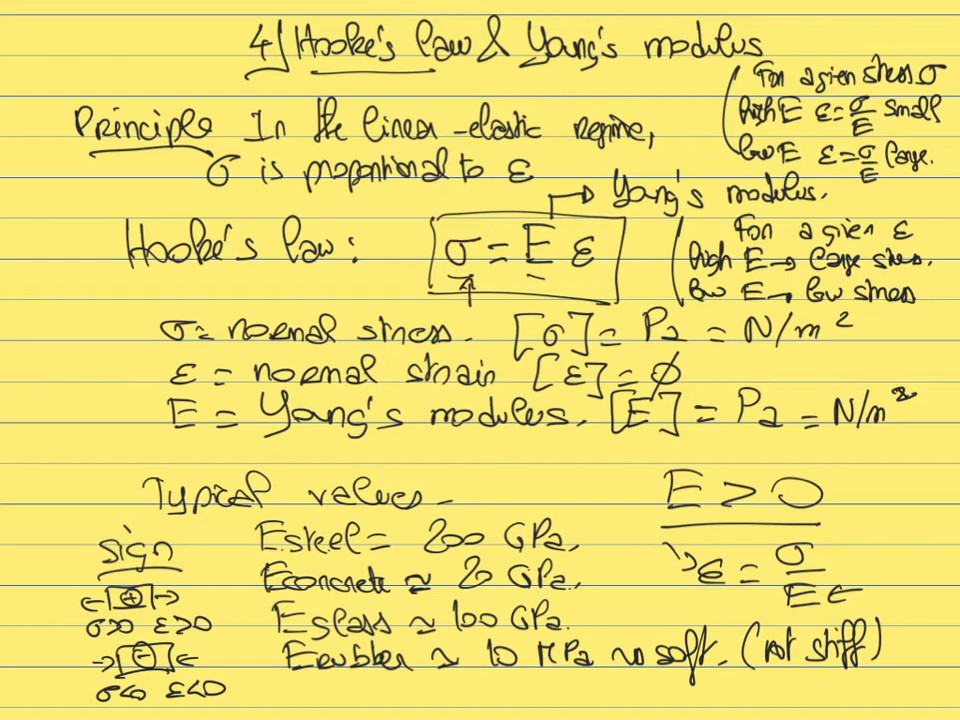 4) Hooke's law & Young's modulus
Principle In the linear-elastic regime,
σ is proportional to ε
( For a given stress σ
high E ε = σ/E small
low E ε = σ/E large.
→ Young's modulus.
Hooke's law: σ = E ε
( For a given ε
high E → large stress.
low E → low stress
σ = normal stress. [σ] = Pa = N/m²
ε = normal strain [ε] = ∅
E = Young's modulus. [E] = Pa = N/m²
Typical values -
E > 0
sign
Esteel = 200 GPa.
Econcrete ≈ 20 GPa.
ε = σ/E ←
← ⊕ →
σ>0 ε>0
Eglass ≈ 100 GPa.
→ ⊖ ←
Erubber ≈ 10 MPa ~> soft. (not stiff)
σ<0 ε<0